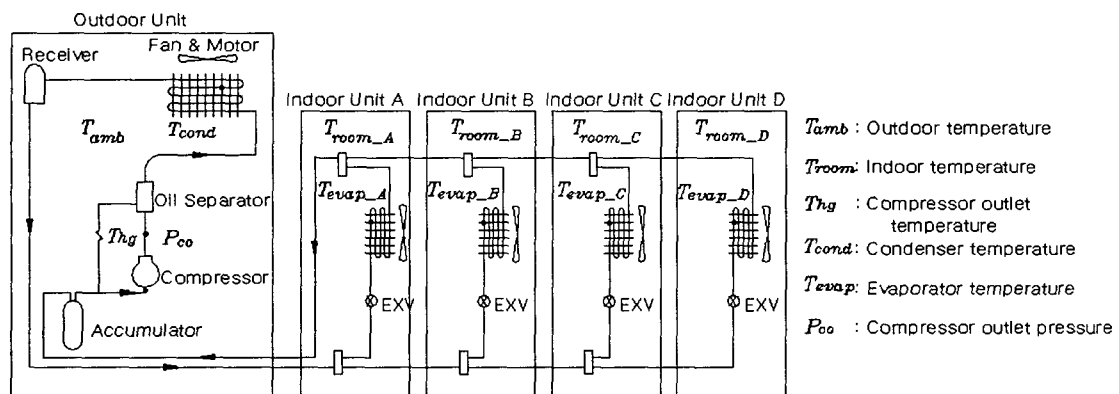 Outdoor Unit
Fan & Motor
Receiver
Tamb
Tcond
Oil Separator
Thg
Pco
Compressor
Accumulator
Indoor Unit A
Indoor Unit B
Indoor Unit C
Indoor Unit D
Troom_A
Troom_B
Troom_C
Troom_D
Tevap_A
Tevap_B
Tevap_C
Tevap_D
EXV
EXV
EXV
EXV
Tamb : Outdoor temperature
Troom : Indoor temperature
Thg : Compressor outlet
temperature
Tcond : Condenser temperature
Tevap : Evaporator temperature
Pco : Compressor outlet pressure